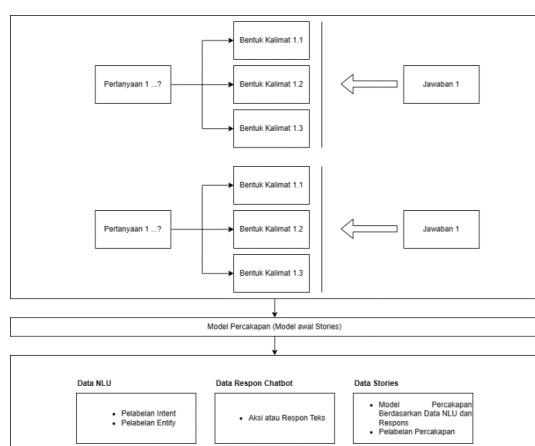 Bentuk Kalimat 1.1
Pertanyaan 1 ...?
Bentuk Kalimat 1.2
Jawaban 1
Bentuk Kalimat 1.3
Bentuk Kalimat 1.1
Pertanyaan 1 ...?
Bentuk Kalimat 1.2
Jawaban 1
Bentuk Kalimat 1.3
Model Percakapan (Model awal Stories)
Data NLU
• Pelabelan Intent
• Pelabelan Entity
Data Respon Chatbot
• Aksi atau Respon Teks
Data Stories
• Model Percakapan
Berdasarkan Data NLU dan
Respons
• Pelabelan Percakapan